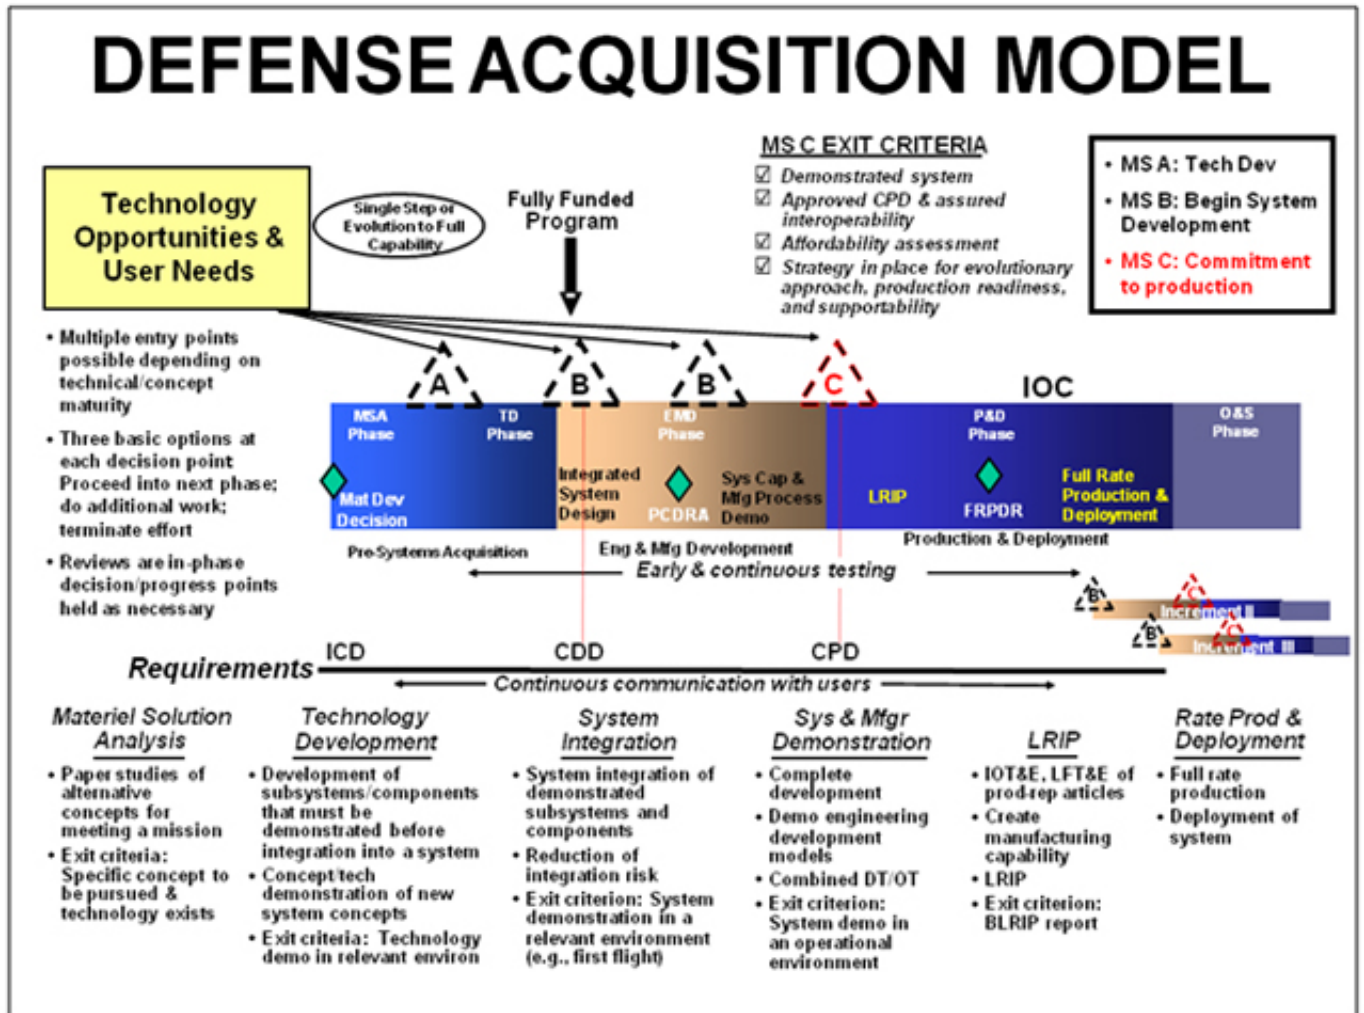 DEFENSE ACQUISITION MODEL
Technology
Opportunities &
User Needs
Single Step or
Evolution to Full
Capability
Fully Funded
Program
MS C EXIT CRITERIA
Demonstrated system
Approved CPD & assured
interoperability
Affordability assessment
Strategy in place for evolutionary
approach, production readiness,
and supportability
• MS A: Tech Dev
• MS B: Begin System
Development
• MS C: Commitment
to production
• Multiple entry points
possible depending on
technical/concept
maturity
• Three basic options at
each decision point
Proceed into next phase;
do additional work;
terminate effort
• Reviews are in-phase
decision/progress points
held as necessary
A
B
B
C
IOC
MSA
Phase
TD
Phase
EMD
Phase
P&D
Phase
O&S
Phase
Mat Dev
Decision
Integrated
System
Design
PCDRA
Sys Cap &
Mfg Process
Demo
LRIP
FRPDR
Full Rate
Production &
Deployment
Pre-Systems Acquisition
Eng & Mfg Development
Production & Deployment
Early & continuous testing
B
C
Increment II
B
C
Increment III
ICD
CDD
CPD
Requirements
Continuous communication with users
Materiel Solution
Analysis
• Paper studies of
alternative
concepts for
meeting a mission
• Exit criteria:
Specific concept to
be pursued &
technology exists
Technology
Development
• Development of
subsystems/components
that must be
demonstrated before
integration into a system
• Concept/tech
demonstration of new
system concepts
• Exit criteria: Technology
demo in relevant environ
System
Integration
• System integration of
demonstrated
subsystems and
components
• Reduction of
integration risk
• Exit criterion: System
demonstration in a
relevant environment
(e.g., first flight)
Sys & Mfgr
Demonstration
• Complete
development
• Demo engineering
development
models
• Combined DT/OT
• Exit criterion:
System demo in
an operational
environment
LRIP
• IOT&E, LFT&E of
prod-rep articles
• Create
manufacturing
capability
• LRIP
• Exit criterion:
BLRIP report
Rate Prod &
Deployment
• Full rate
production
• Deployment of
system